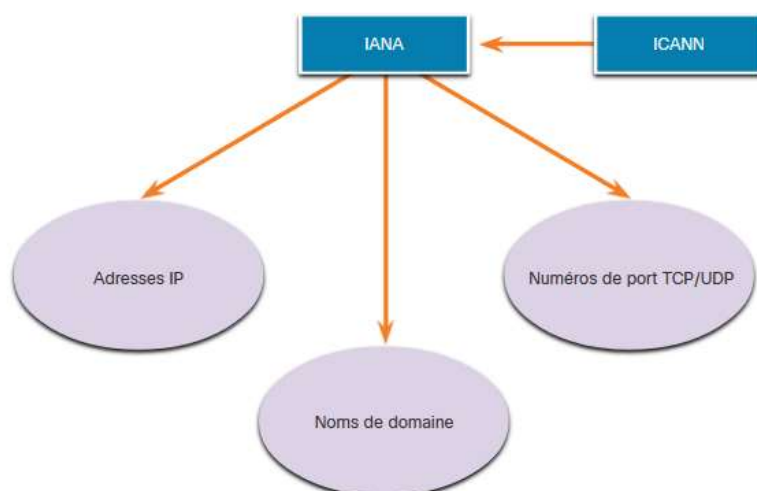 IANA
ICANN
Adresses IP
Numéros de port TCP/UDP
Noms de domaine